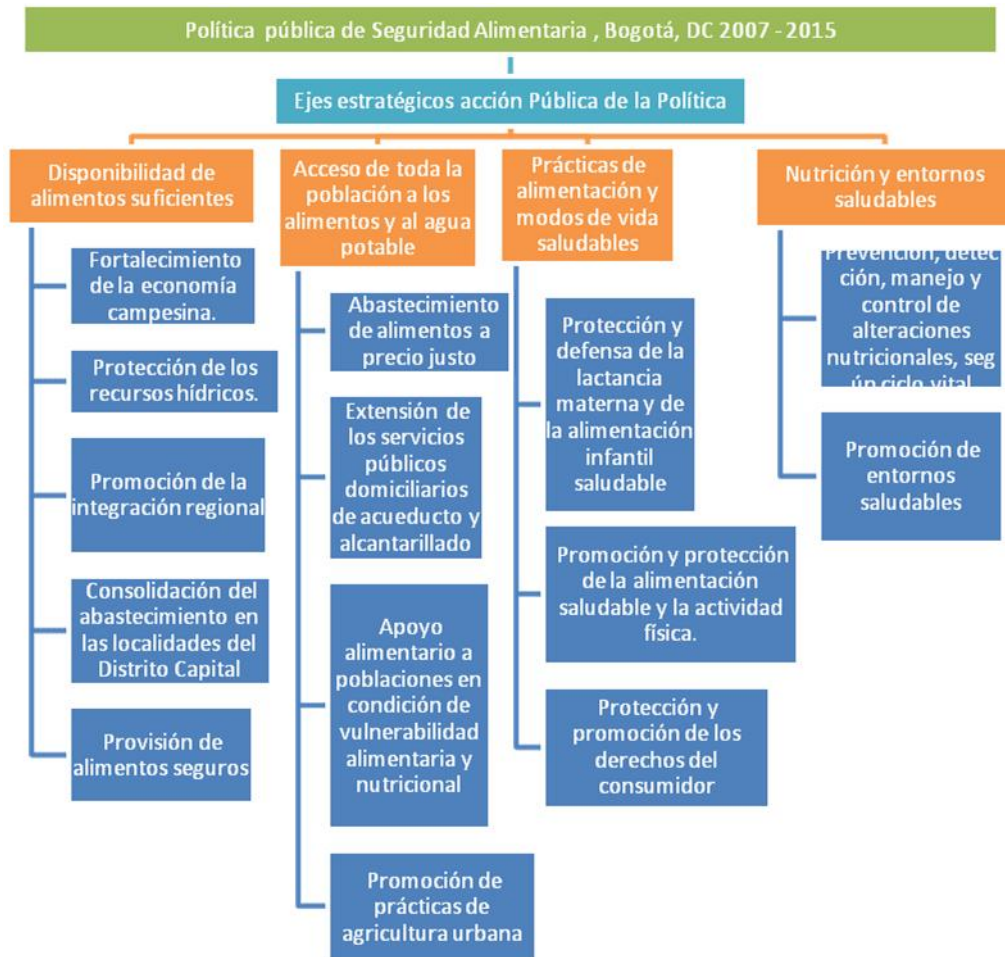 Política pública de Seguridad Alimentaria , Bogotá, DC 2007 - 2015
Ejes estratégicos acción Pública de la Política
Disponibilidad de
alimentos suficientes
Fortalecimiento
de la economía
campesina.
Protección de los
recursos hídricos.
Promoción de la
integración regional
Consolidación del
abastecimiento en
las localidades del
Distrito Capital
Provisión de
alimentos seguros
Acceso de toda la
población a los
alimentos y al agua
potable
Abastecimiento
de alimentos a
precio justo
Extensión de
los servicios
públicos
domiciliarios
de acueducto y
alcantarillado
Apoyo
alimentario a
poblaciones en
condición de
vulnerabilidad
alimentaria y
nutricional
Promoción de
prácticas de
agricultura urbana
Prácticas de
alimentación y
modos de vida
saludables
Protección y
defensa de la
lactancia
materna y de
la alimentación
infantil
saludable
Promoción y protección
de la alimentación
saludable y la actividad
física.
Protección y
promoción de los
derechos del
consumidor
Nutrición y entornos
saludables
Prevención, detec
ción, manejo y
control de
alteraciones
nutricionales, seg
ún ciclo vital
Promoción de
entornos
saludables